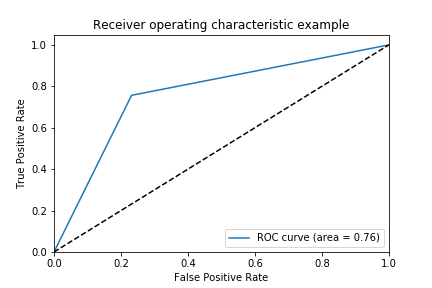 Receiver operating characteristic example
True Positive Rate
1.0
0.8
0.6
0.4
0.2
0.0
ROC curve (area = 0.76)
0.0 0.2 0.4 0.6 0.8 1.0
False Positive Rate